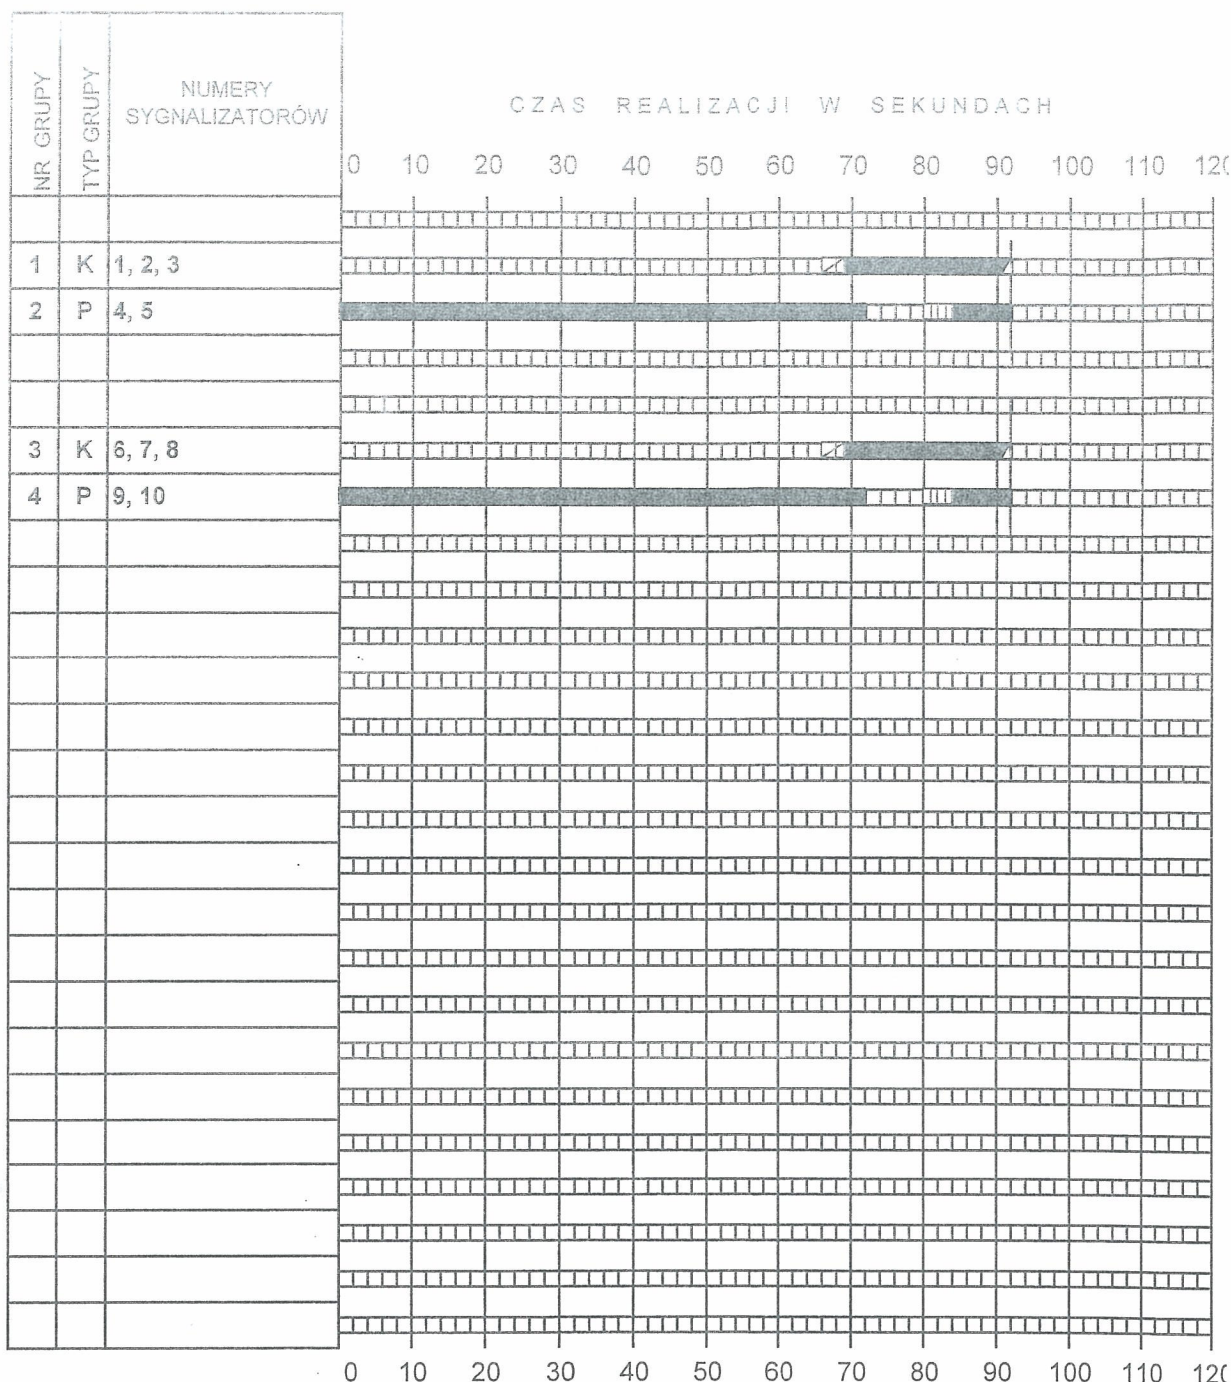 NR GRUPY
TYP GRUPY
NUMERY
SYGNALIZATORÓW
CZAS REALIZACJI W SEKUNDACH
0 10 20 30 40 50 60 70 80 90 100 110 120
1 K 1, 2, 3
2 P 4, 5
3 K 6, 7, 8
4 P 9, 10
0 10 20 30 40 50 60 70 80 90 100 110 120